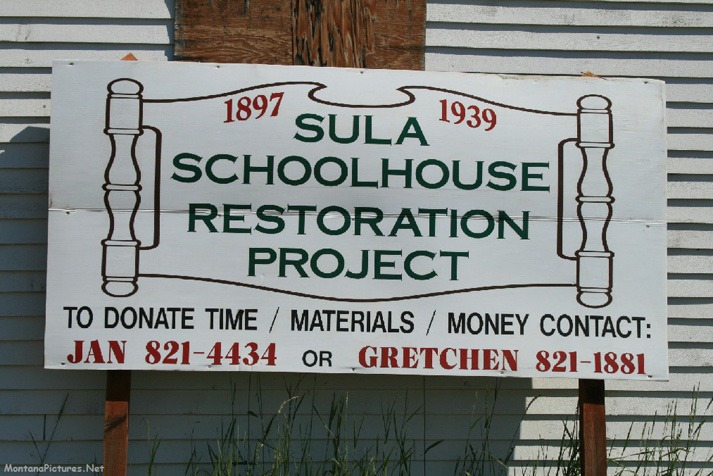 1897 1939
SULA
SCHOOLHOUSE
RESTORATION
PROJECT
TO DONATE TIME / MATERIALS / MONEY CONTACT:
JAN 821-4434 OR GRETCHEN 821-1881
MontanaPictures.Net